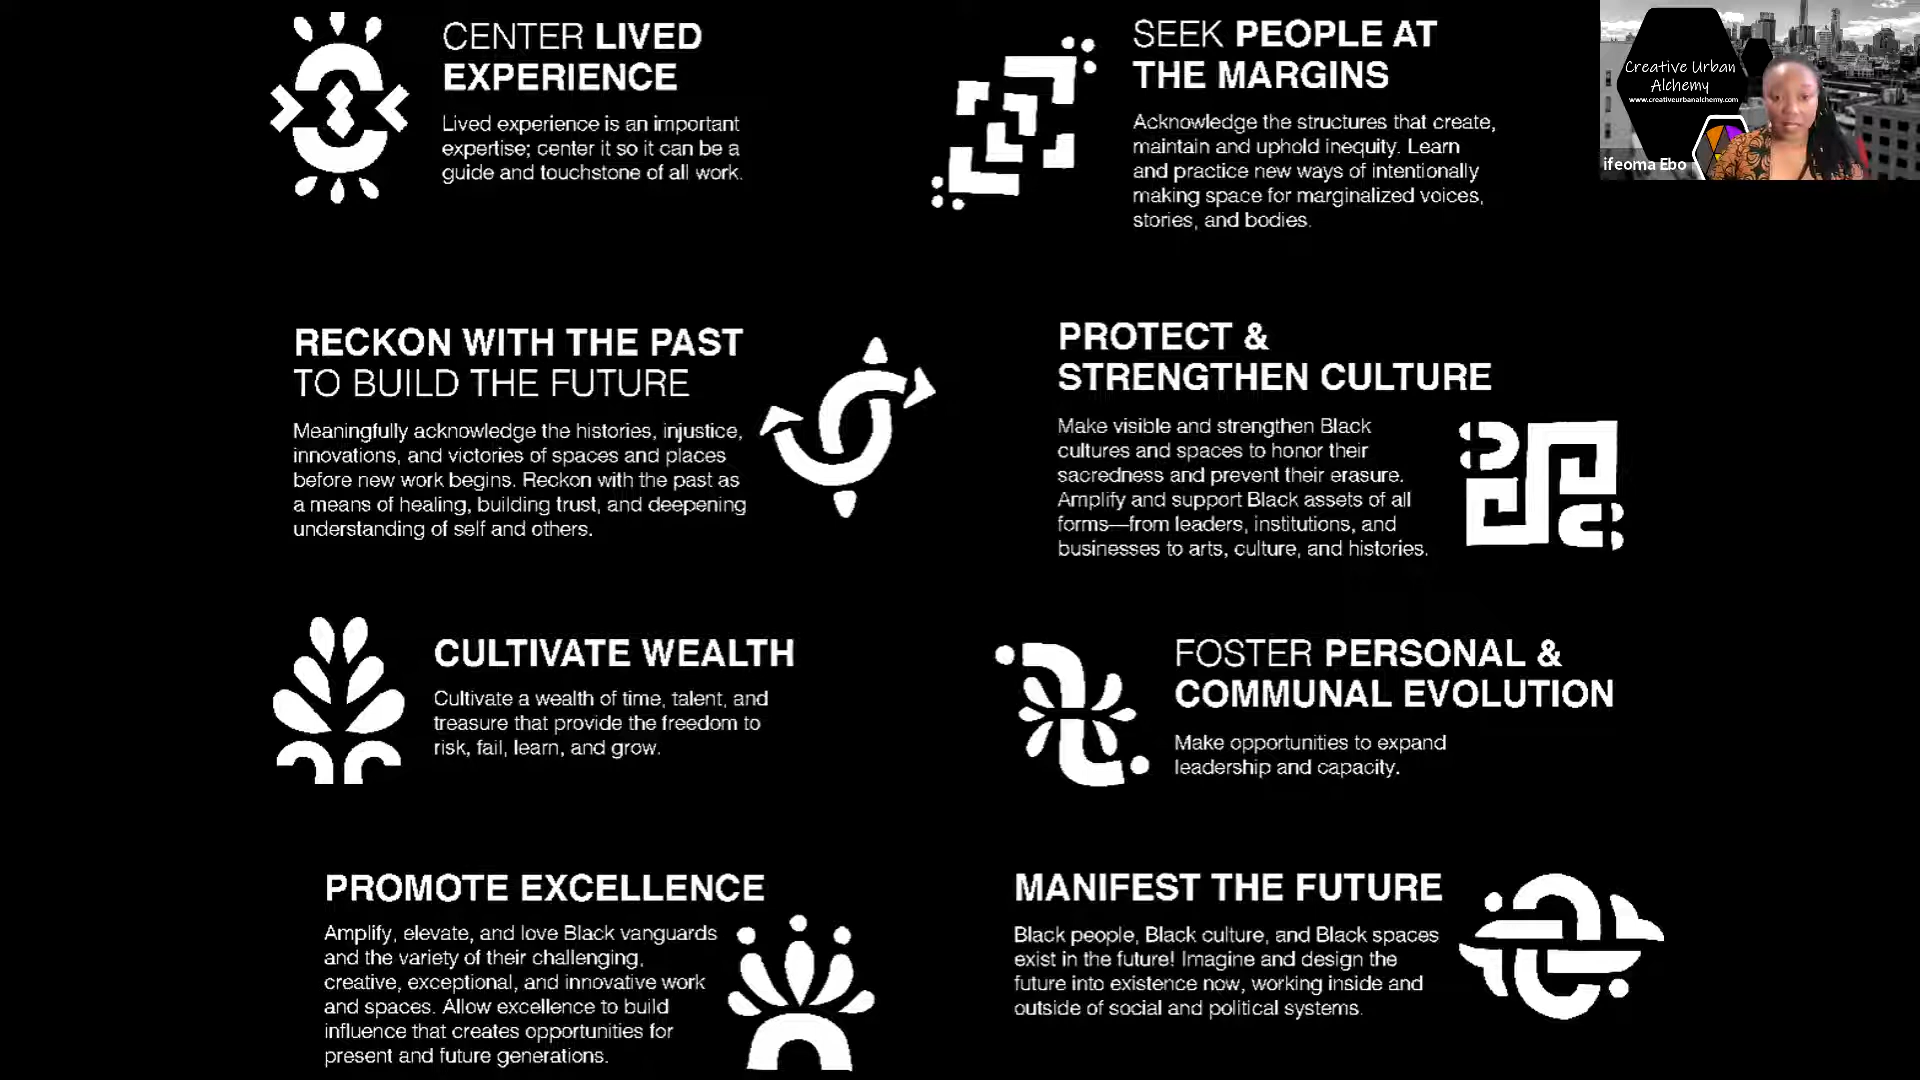 CENTER LIVED
EXPERIENCE
Lived experience is an important
expertise; center it so it can be a
guide and touchstone of all work.
SEEK PEOPLE AT
THE MARGINS
Acknowledge the structures that create,
maintain and uphold inequity. Learn
and practice new ways of intentionally
making space for marginalized voices,
stories, and bodies.
Creative Urban
Alchemy
www.creativeurbanalchemy.com
ifeoma Ebo
RECKON WITH THE PAST
TO BUILD THE FUTURE
Meaningfully acknowledge the histories, injustice,
innovations, and victories of spaces and places
before new work begins. Reckon with the past as
a means of healing, building trust, and deepening
understanding of self and others.
PROTECT &
STRENGTHEN CULTURE
Make visible and strengthen Black
cultures and spaces to honor their
sacredness and prevent their erasure.
Amplify and support Black assets of all
forms—from leaders, institutions, and
businesses to arts, culture, and histories.
CULTIVATE WEALTH
Cultivate a wealth of time, talent, and
treasure that provide the freedom to
risk, fail, learn, and grow.
FOSTER PERSONAL &
COMMUNAL EVOLUTION
Make opportunities to expand
leadership and capacity.
PROMOTE EXCELLENCE
Amplify, elevate, and love Black vanguards
and the variety of their challenging,
creative, exceptional, and innovative work
and spaces. Allow excellence to build
influence that creates opportunities for
present and future generations.
MANIFEST THE FUTURE
Black people, Black culture, and Black spaces
exist in the future! Imagine and design the
future into existence now, working inside and
outside of social and political systems.